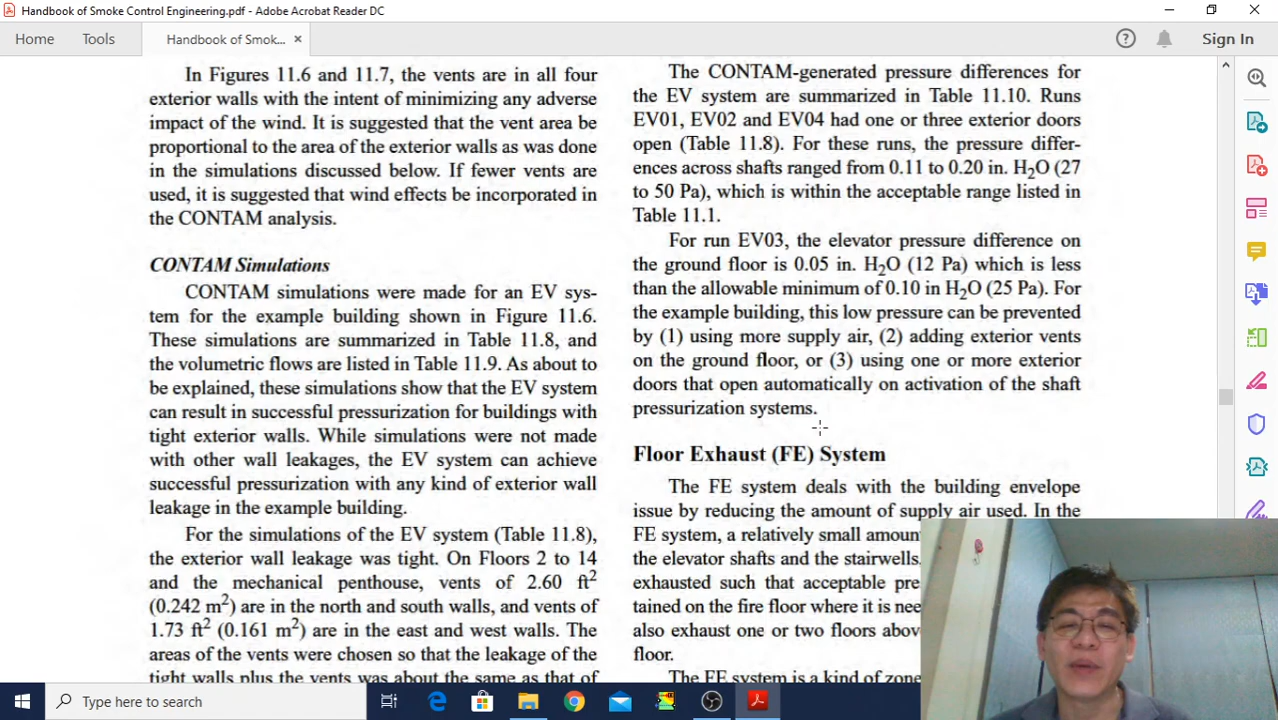 Handbook of Smoke Control Engineering.pdf - Adobe Acrobat Reader DC
Home
Tools
Handbook of Smok...
Sign In
In Figures 11.6 and 11.7, the vents are in all four
exterior walls with the intent of minimizing any adverse
impact of the wind. It is suggested that the vent area be
proportional to the area of the exterior walls as was done
in the simulations discussed below. If fewer vents are
used, it is suggested that wind effects be incorporated in
the CONTAM analysis.
CONTAM Simulations
CONTAM simulations were made for an EV sys-
tem for the example building shown in Figure 11.6.
These simulations are summarized in Table 11.8, and
the volumetric flows are listed in Table 11.9. As about to
be explained, these simulations show that the EV system
can result in successful pressurization for buildings with
tight exterior walls. While simulations were not made
with other wall leakages, the EV system can achieve
successful pressurization with any kind of exterior wall
leakage in the example building.
For the simulations of the EV system (Table 11.8),
the exterior wall leakage was tight. On Floors 2 to 14
and the mechanical penthouse, vents of 2.60 ft²
(0.242 m²) are in the north and south walls, and vents of
1.73 ft² (0.161 m²) are in the east and west walls. The
areas of the vents were chosen so that the leakage of the
tight walls plus the vents was about the same as that of
The CONTAM-generated pressure differences for
the EV system are summarized in Table 11.10. Runs
EV01, EV02 and EV04 had one or three exterior doors
open (Table 11.8). For these runs, the pressure differ-
ences across shafts ranged from 0.11 to 0.20 in. H₂O (27
to 50 Pa), which is within the acceptable range listed in
Table 11.1.
For run EV03, the elevator pressure difference on
the ground floor is 0.05 in. H₂O (12 Pa) which is less
than the allowable minimum of 0.10 in H₂O (25 Pa). For
the example building, this low pressure can be prevented
by (1) using more supply air, (2) adding exterior vents
on the ground floor, or (3) using one or more exterior
doors that open automatically on activation of the shaft
pressurization systems.
Floor Exhaust (FE) System
The FE system deals with the building envelope
issue by reducing the amount of supply air used. In the
FE system, a relatively small amoun
the elevator shafts and the stairwells.
exhausted such that acceptable pre
tained on the fire floor where it is nee
also exhaust one or two floors abov
floor.
The FE system is a kind of zone
Type here to search